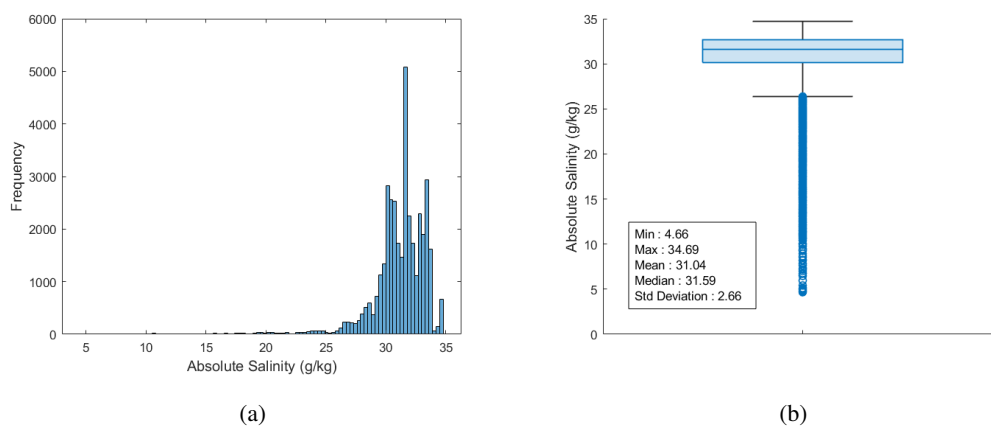 6000
5000
4000
3000
2000
1000
0
Frequency
5 10 15 20 25 30 35
Absolute Salinity (g/kg)
(a)
35
30
25
20
15
10
5
0
Absolute Salinity (g/kg)
Min : 4.66
Max : 34.69
Mean : 31.04
Median : 31.59
Std Deviation : 2.66
(b)